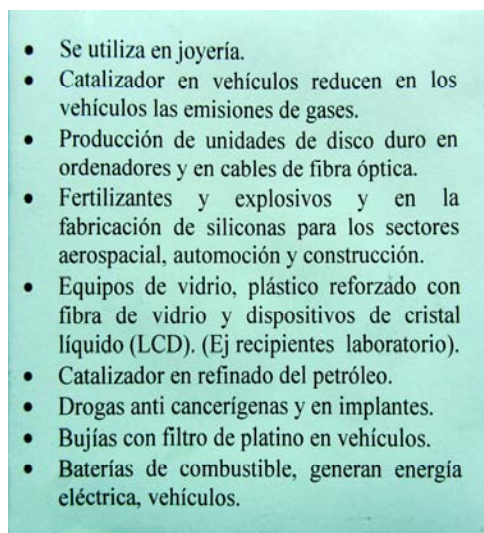 • Se utiliza en joyería.
• Catalizador en vehículos reducen en los
vehículos las emisiones de gases.
• Producción de unidades de disco duro en
ordenadores y en cables de fibra óptica.
• Fertilizantes y explosivos y en la
fabricación de siliconas para los sectores
aerospacial, automoción y construcción.
• Equipos de vidrio, plástico reforzado con
fibra de vidrio y dispositivos de cristal
líquido (LCD). (Ej recipientes laboratorio).
• Catalizador en refinado del petróleo.
• Drogas anti cancerígenas y en implantes.
• Bujías con filtro de platino en vehículos.
• Baterías de combustible, generan energía
eléctrica, vehículos.